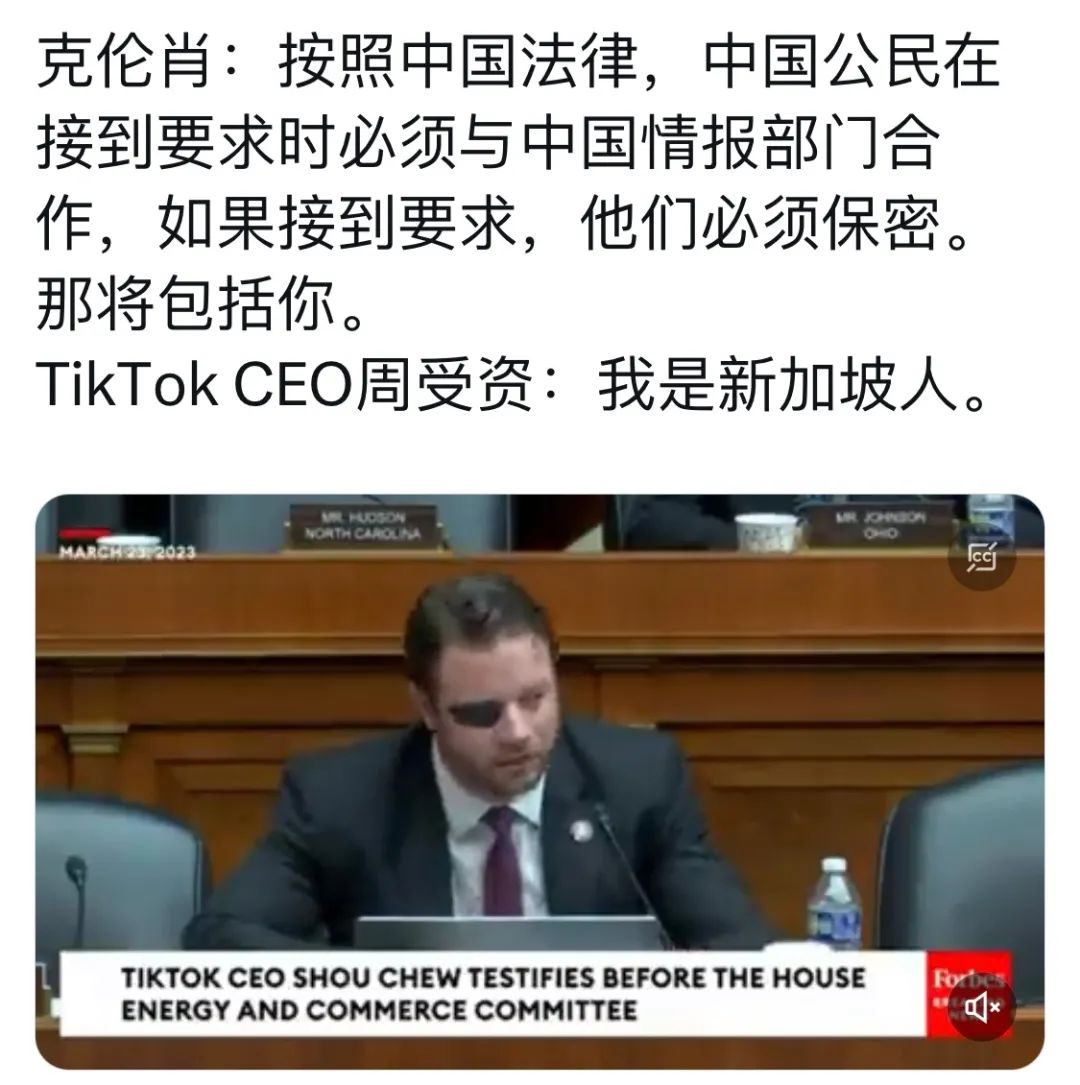 克伦肖：按照中国法律，中国公民在
接到要求时必须与中国情报部门合
作，如果接到要求，他们必须保密。
那将包括你。
TikTok CEO周受资：我是新加坡人。
MR. HUDSON
NORTH CAROLINA
MR. JOHNSON
OHIO
MARCH 23, 2023
CC
TIKTOK CEO SHOU CHEW TESTIFIES BEFORE THE HOUSE
ENERGY AND COMMERCE COMMITTEE
Forbes